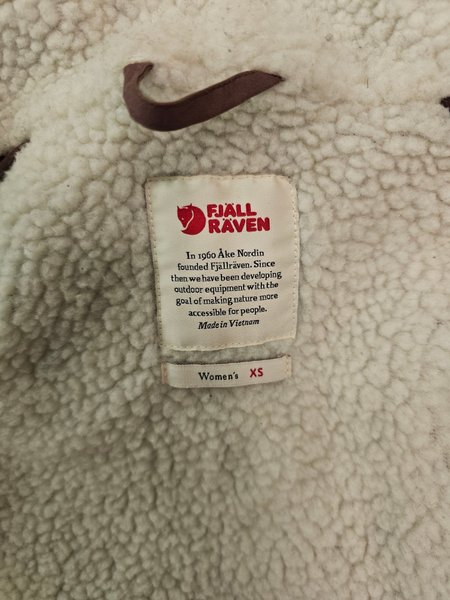 FJÄLL
RÄVEN
In 1960 Åke Nordin
founded Fjällräven. Since
then we have been developing
outdoor equipment with the
goal of making nature more
accessible for people.
Made in Vietnam
Women's XS